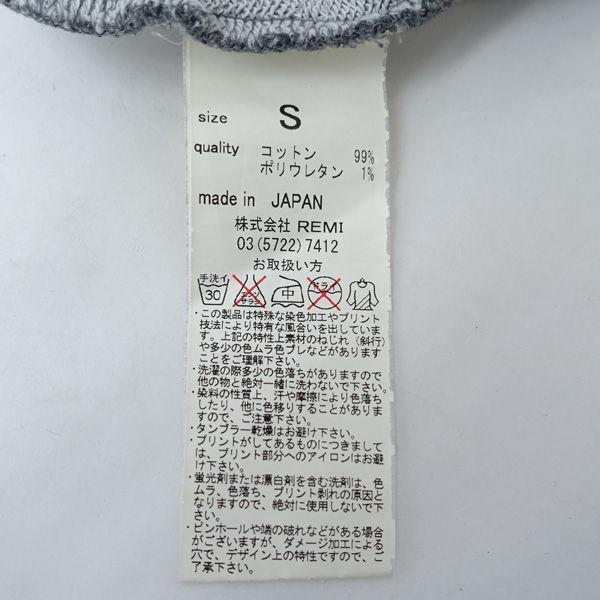 size S
quality コットン 99%
ポリウレタン 1%
made in JAPAN
株式会社 REMI
03(5722)7412
お取扱い方
手洗イ 30 エンソサラシ 中 ドライ
・この製品は特殊な染色加工やプリント
技法により特有な風合いを出していま
す。上記の特性上素材のねじれ（斜行）
や多少の色ムラ色ブレなどがあります
ことをご理解下さい。
・洗濯の際多少の色落ちがありますので
他の物と絶対一緒に洗わないで下さい。
・染料の性質上、汗や摩擦により色落ち
したり、他に色移りすることがありま
すので、ご注意下さい。
・タンブラー乾燥はお避け下さい。
・プリントがしてあるものにつきまして
は、プリント部分へのアイロンはお避
け下さい。
・蛍光剤または漂白剤を含む洗剤は、色
ムラ、色落ち、プリント剥れの原因と
なりますので、絶対に使用しないで下
さい。
・ピンホールや端の破れなどがある場合
がございますが、ダメージ加工による
穴で、デザイン上の特性ですので、ご
了承下さい。